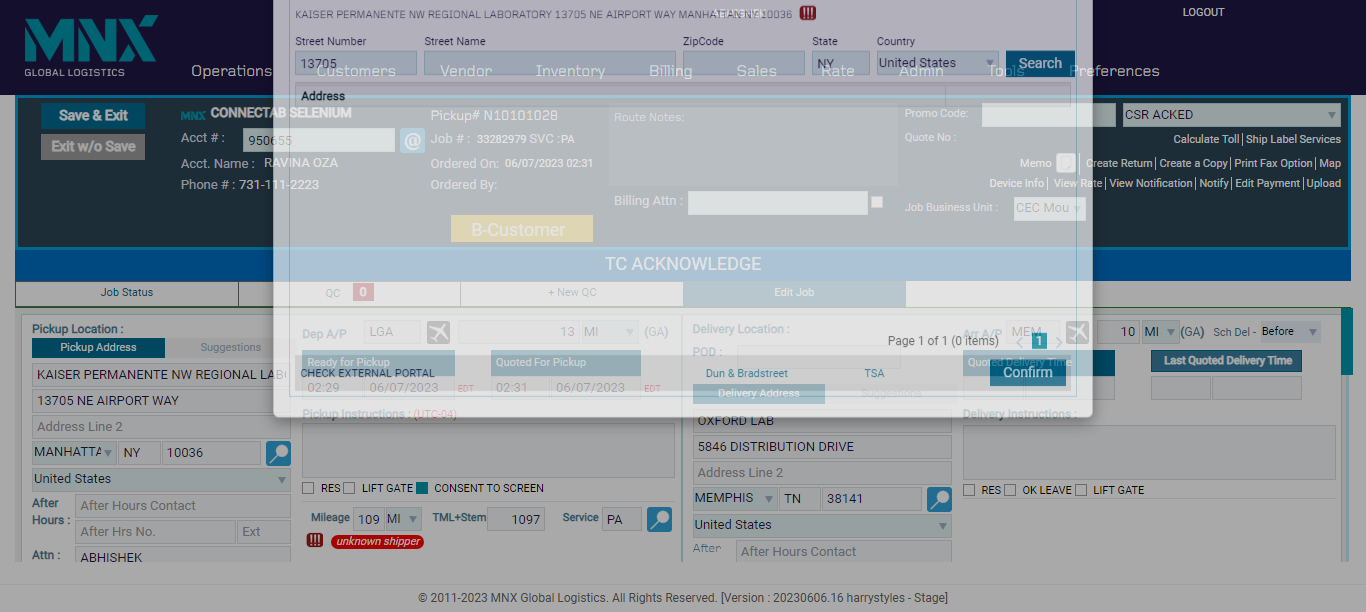 KAISER PERMANENTE NW REGIONAL LABORATORY 13705 NE AIRPORT WAY MANHATTAN NY 10036
LOGOUT
MNX
GLOBAL LOGISTICS
Street Number Street Name ZipCode State Country
13705 NY United States Search
Operations Customers Vendor Inventory Billing Sales Rate Admin Tools Preferences
Address
Save & Exit
Exit w/o Save
MNX CONNECTAB SELENIUM
Acct # : 950655 @
Acct. Name : RAVINA OZA
Phone # : 731-111-2223
Pickup# N10101028
Job # : 33282979 SVC : PA
Ordered On: 06/07/2023 02:31
Ordered By:
B-Customer
Route Notes:
Billing Attn :
Promo Code: CSR ACKED
Quote No :
Calculate Toll | Ship Label Services
Memo | Create Return | Create a Copy | Print Fax Option | Map
Device Info | View Rate | View Notification | Notify | Edit Payment | Upload
Job Business Unit : CEC Mou
TC ACKNOWLEDGE
Job Status QC 0 + New QC Edit Job
Pickup Location :
Pickup Address Suggestions
KAISER PERMANENTE NW REGIONAL LAB
13705 NE AIRPORT WAY
Address Line 2
MANHATTA NY 10036
United States
After Hours : After Hours Contact
After Hrs No. Ext
Attn : ABHISHEK
Dep A/P LGA 13 MI (GA)
Ready for Pickup Quoted For Pickup
CHECK EXTERNAL PORTAL
02:29 06/07/2023 EDT 02:31 06/07/2023 EDT
Pickup Instructions : (UTC-04)
RES LIFT GATE CONSENT TO SCREEN
Mileage 109 MI TML+Stem 1097 Service PA
unknown shipper
Delivery Location :
POD :
Dun & Bradstreet TSA
Delivery Address Suggestions
OXFORD LAB
5846 DISTRIBUTION DRIVE
Address Line 2
MEMPHIS TN 38141
United States
After After Hours Contact
Arr A/P MEM 10 MI (GA) Sch Del - Before
Page 1 of 1 (0 items) 1
Quoted Delivery Time Last Quoted Delivery Time
Confirm
Delivery Instructions :
RES OK LEAVE LIFT GATE
© 2011-2023 MNX Global Logistics. All Rights Reserved. [Version : 20230606.16 harrystyles - Stage]